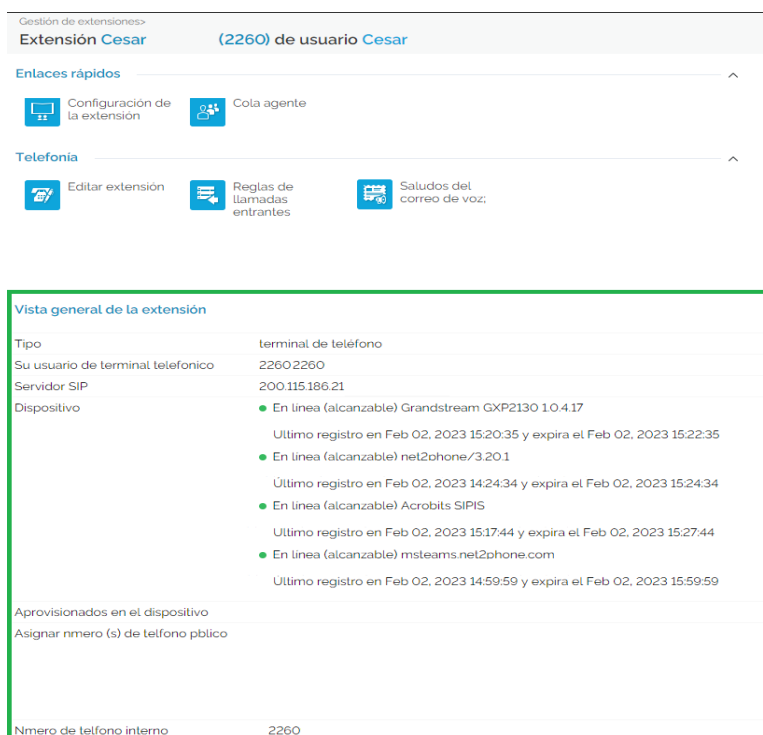 Gestión de extensiones>
Extensión Cesar (2260) de usuario Cesar
Enlaces rápidos
Configuración de
la extensión
Cola agente
Telefonía
Editar extensión
Reglas de
llamadas
entrantes
Saludos del
correo de voz;
Vista general de la extensión
Tipo terminal de teléfono
Su usuario de terminal telefonico 22602260
Servidor SIP 200.115.186.21
Dispositivo En línea (alcanzable) Grandstream GXP2130 1.0.4.17
Ultimo registro en Feb 02, 2023 15:20:35 y expira el Feb 02, 2023 15:22:35
En línea (alcanzable) net2phone/3.20.1
Último registro en Feb 02, 2023 14:24:34 y expira el Feb 02, 2023 15:24:34
En línea (alcanzable) Acrobits SIPIS
Ultimo registro en Feb 02, 2023 15:17:44 y expira el Feb 02, 2023 15:27:44
En línea (alcanzable) msteams.net2phone.com
Ultimo registro en Feb 02, 2023 14:59:59 y expira el Feb 02, 2023 15:59:59
Aprovisionados en el dispositivo
Asignar nmero (s) de telfono pblico
Nmero de telfono interno 2260